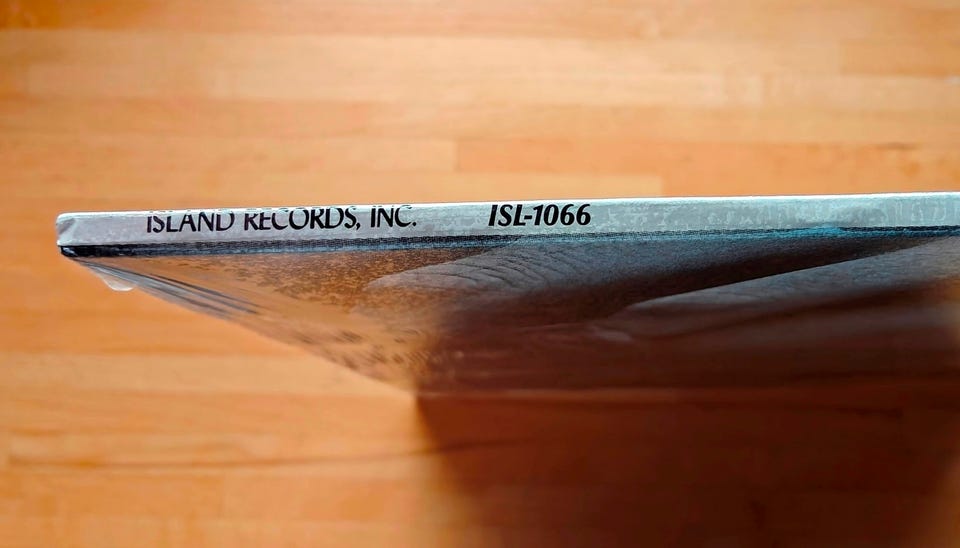 ISLAND RECORDS, INC. ISL-1066